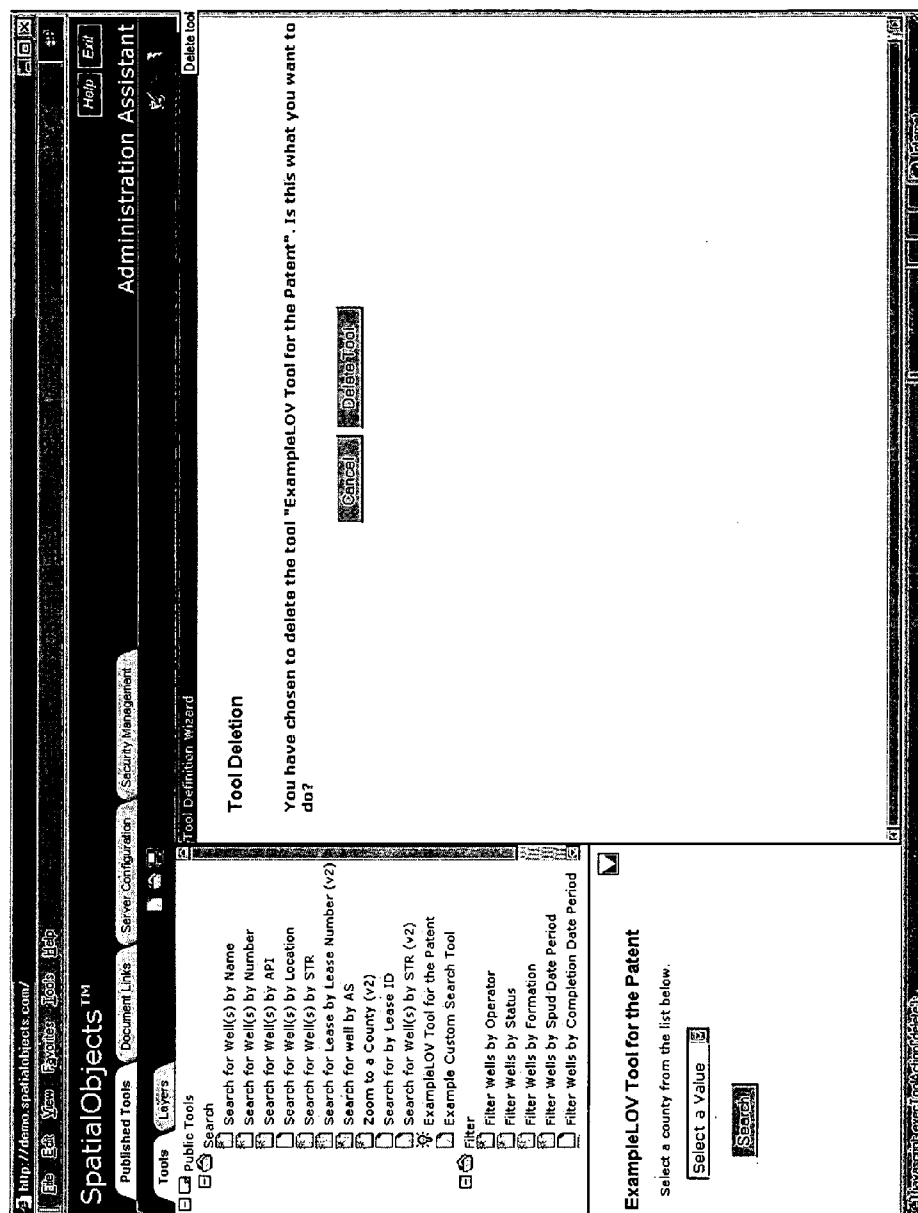 http://demo.spatialobjects.com/
File Edit View Favorites Tools Help
SpatialObjects™
Help Exit
Published Tools Document Links Server Configuration Security Management
Administration Assistant
Tools Layers
Delete tool
Public Tools
Search
Search for Well(s) by Name
Search for Well(s) by Number
Search for Well(s) by API
Search for Well(s) by Location
Search for Well(s) by STR
Search for Lease by Lease Number (v2)
Search for well by AS
Zoom to a County (v2)
Search for by Lease ID
Search for Well(s) by STR (v2)
ExampleLOV Tool for the Patent
Example Custom Search Tool
Filter
Filter Wells by Operator
Filter Wells by Status
Filter Wells by Formation
Filter Wells by Spud Date Period
Filter Wells by Completion Date Period
Tool Definition Wizard
Tool Deletion
You have chosen to delete the tool "ExampleLOV Tool for the Patent". Is this what you want to
do?
Cancel Delete Tool
ExampleLOV Tool for the Patent
Select a county from the list below.
Select a Value
Search